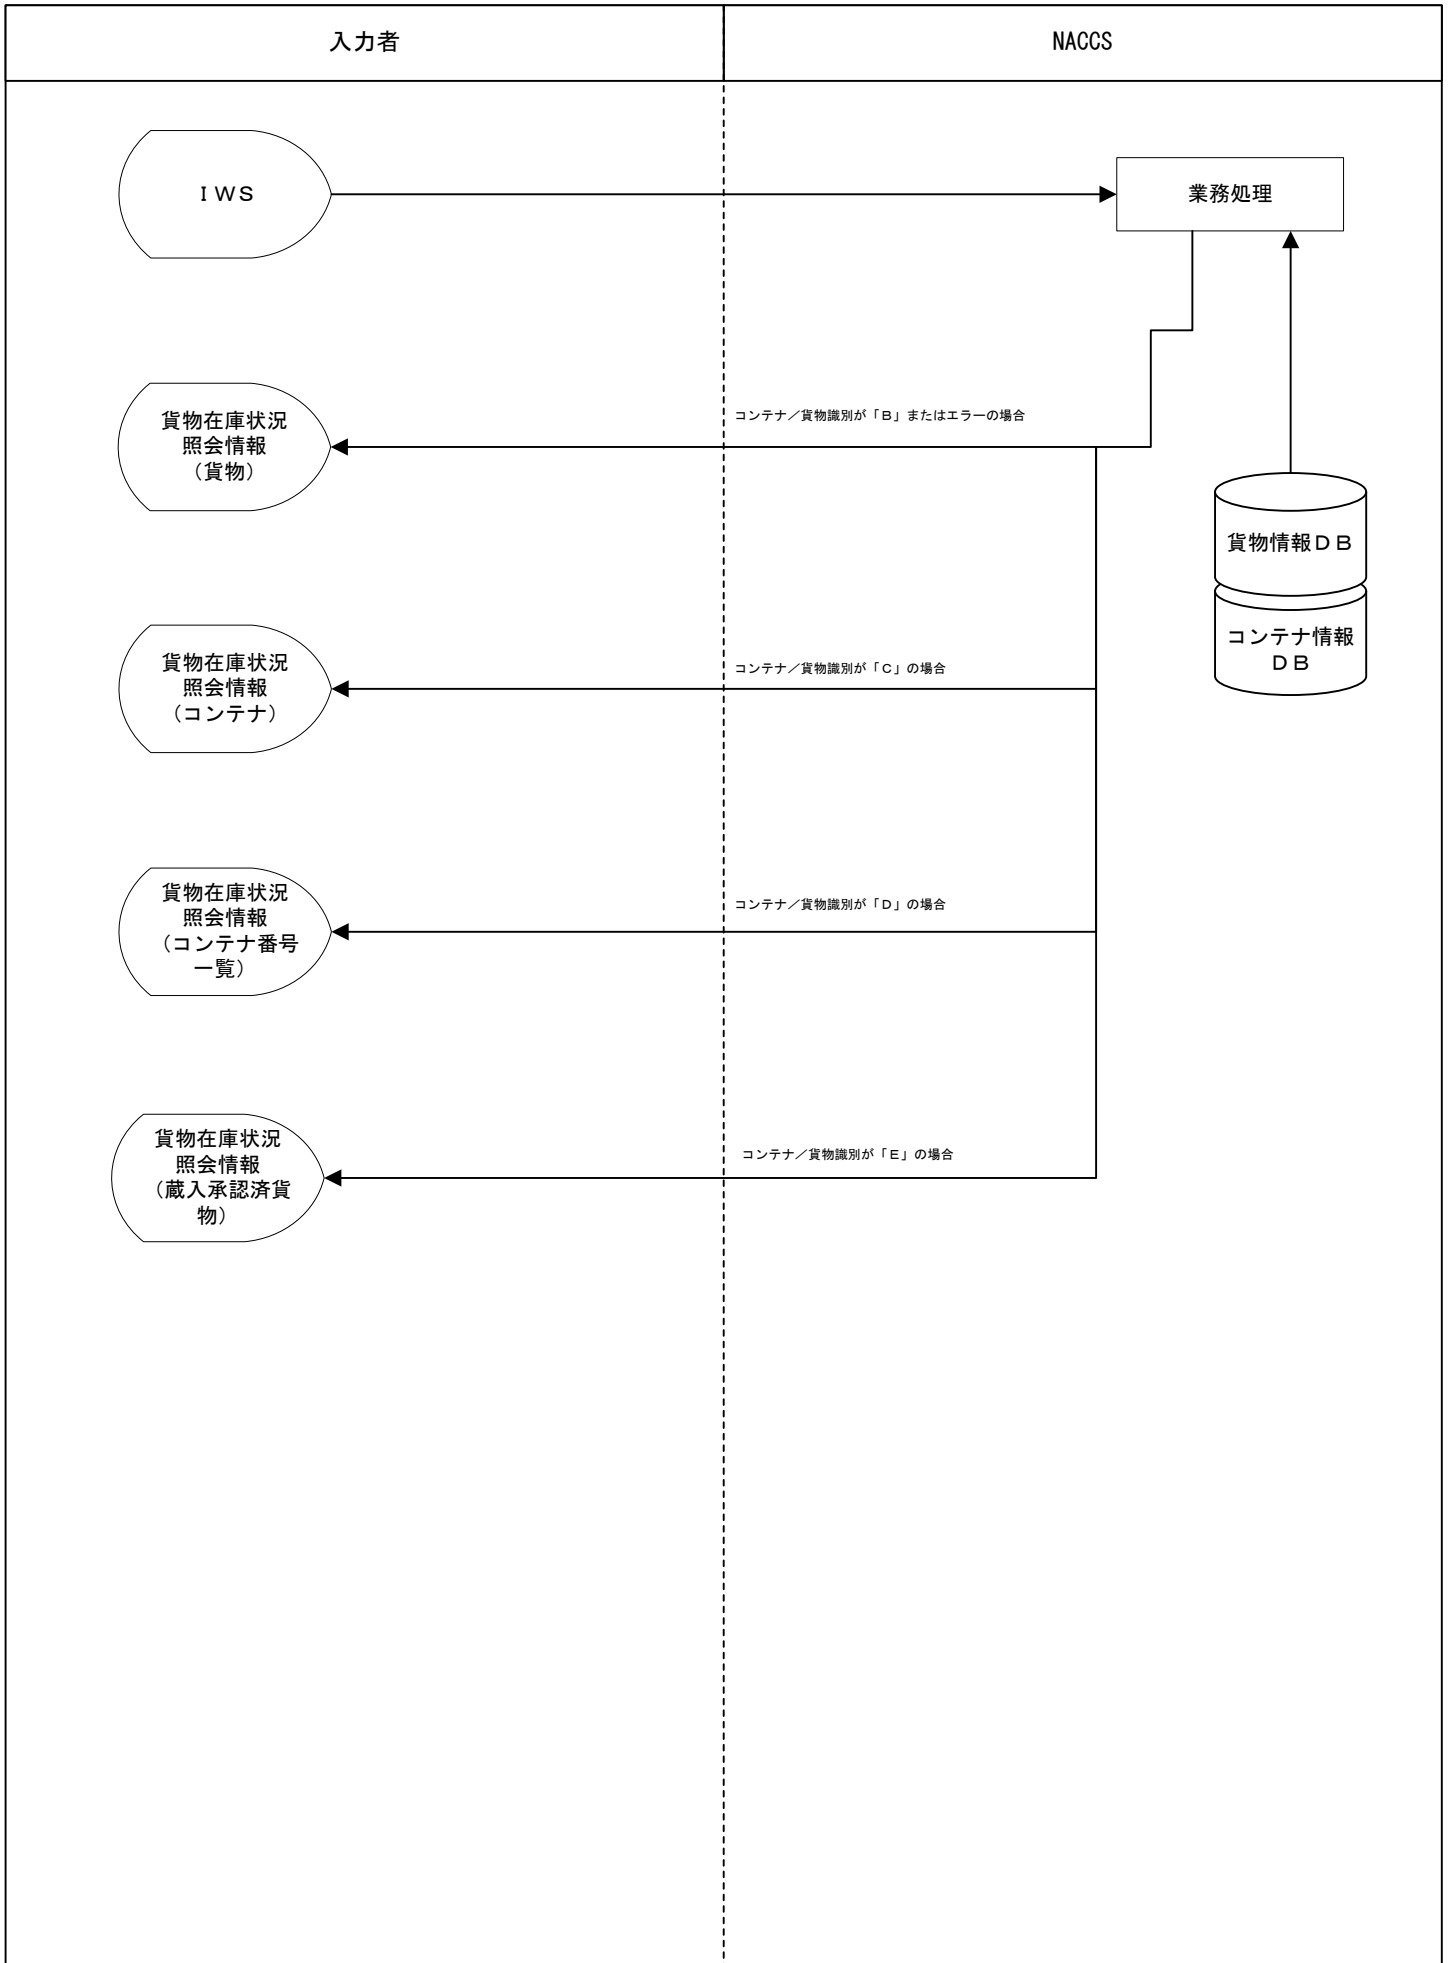 入力者
NACCS
ＩＷＳ
業務処理
貨物在庫状況
照会情報
（貨物）
コンテナ／貨物識別が「Ｂ」またはエラーの場合
貨物情報ＤＢ
コンテナ情報
ＤＢ
貨物在庫状況
照会情報
（コンテナ）
コンテナ／貨物識別が「Ｃ」の場合
貨物在庫状況
照会情報
（コンテナ番号
一覧）
コンテナ／貨物識別が「Ｄ」の場合
貨物在庫状況
照会情報
（蔵入承認済貨
物）
コンテナ／貨物識別が「Ｅ」の場合